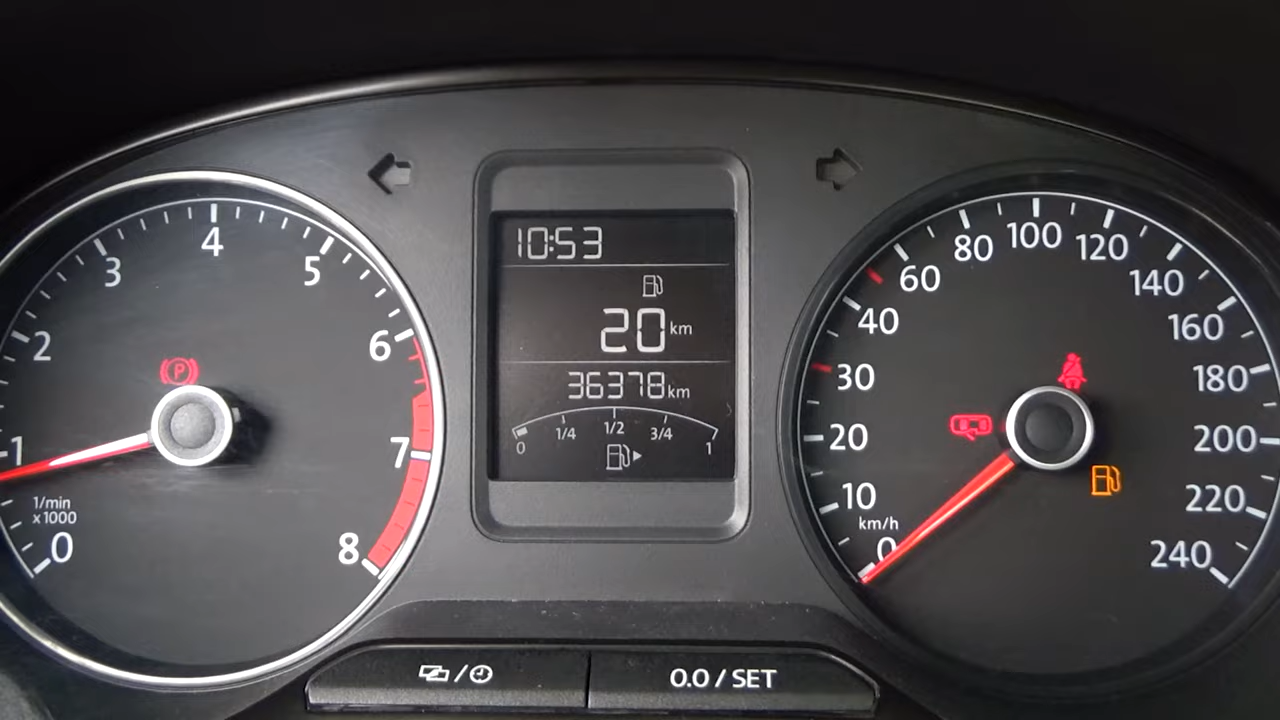 10:53
20 km
36378 km
0 1/4 1/2 3/4 1
0 1 2 3 4 5 6 7 8
1/min
x1000
P
0 10 20 30 40 60 80 100 120 140 160 180 200 220 240
km/h
/
0.0 / SET